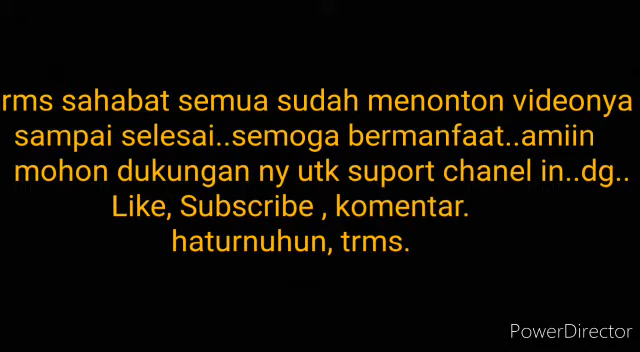 rms sahabat semua sudah menonton videonya
sampai selesai..semoga bermanfaat..amiin
mohon dukungan ny utk suport chanel in..dg..
Like, Subscribe , komentar.
haturnuhun, trms.
PowerDirector